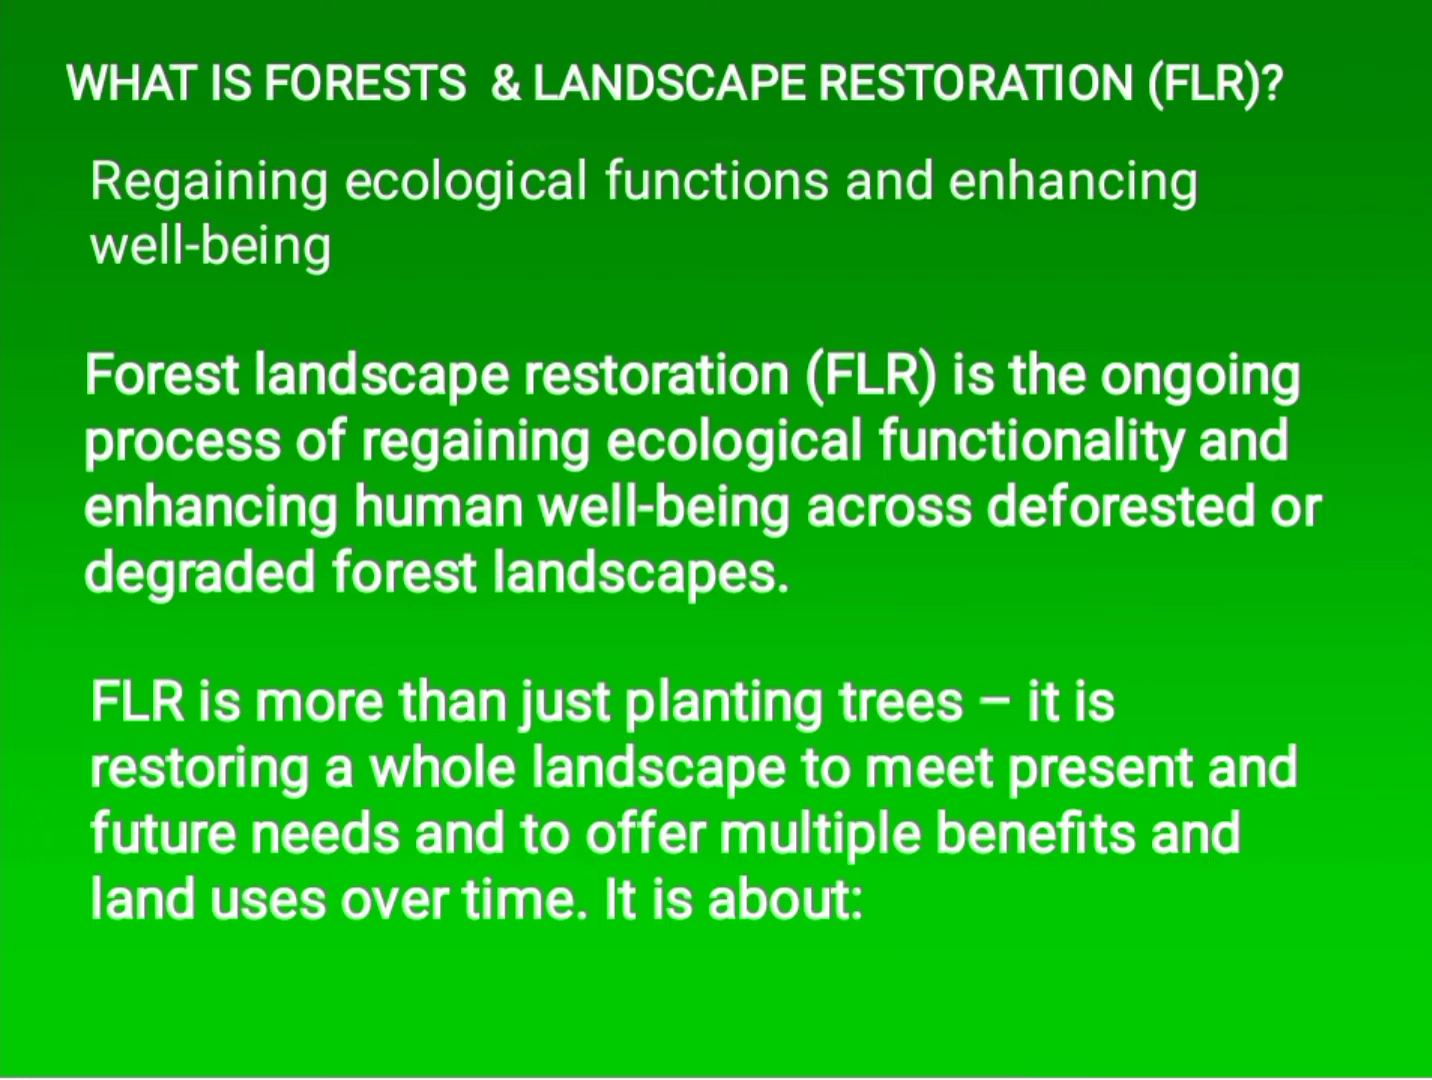 WHAT IS FORESTS & LANDSCAPE RESTORATION (FLR)?
Regaining ecological functions and enhancing
well-being
Forest landscape restoration (FLR) is the ongoing
process of regaining ecological functionality and
enhancing human well-being across deforested or
degraded forest landscapes.
FLR is more than just planting trees – it is
restoring a whole landscape to meet present and
future needs and to offer multiple benefits and
land uses over time. It is about: